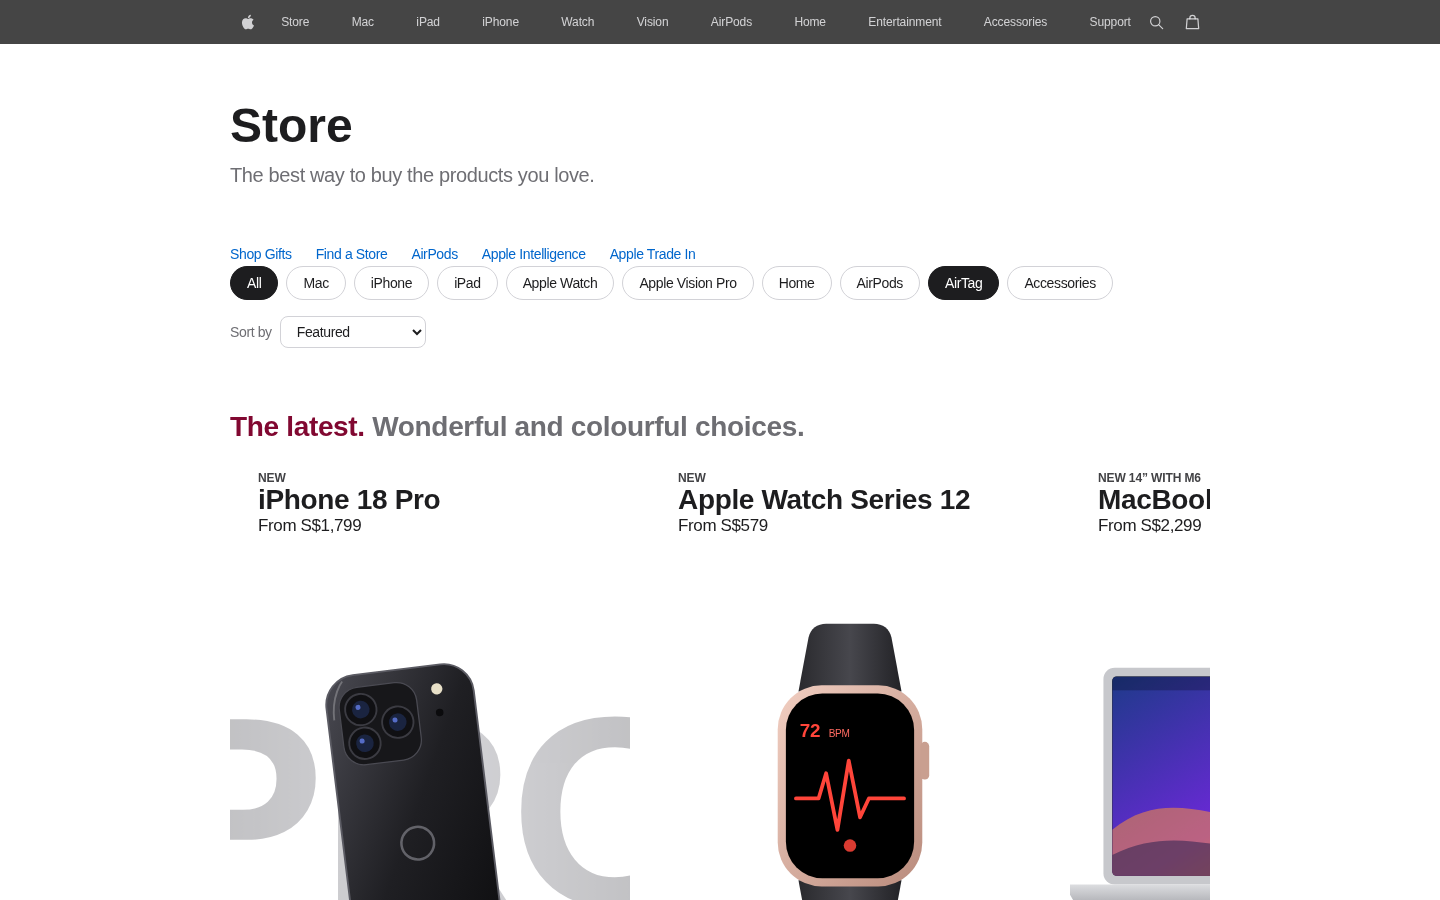 Store Mac iPad iPhone Watch Vision AirPods Home Entertainment Accessories Support
Store
The best way to buy the products you love.
Shop Gifts Find a Store AirPods Apple Intelligence Apple Trade In
All Mac iPhone iPad Apple Watch Apple Vision Pro Home AirPods AirTag Accessories
Sort by Featured
The latest. Wonderful and colourful choices.
NEW
iPhone 18 Pro
From S$1,799
PRO
NEW
Apple Watch Series 12
From S$579
72 BPM
NEW 14” WITH M6
MacBook
From S$2,299